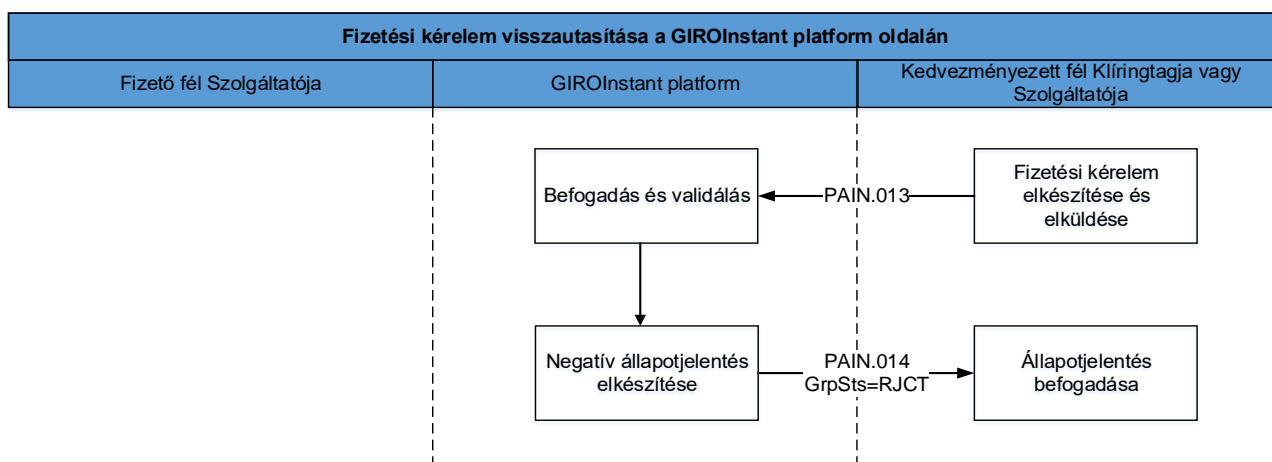 Fizetési kérelem visszautasítása a GIROInstant platform oldalán
Fizető fél Szolgáltatója
GIROInstant platform
Kedvezményezett fél Klíringtagja vagy
Szolgáltatója
Befogadás és validálás
PAIN.013
Fizetési kérelem
elkészítése és
elküldése
Negatív állapotjelentés
elkészítése
PAIN.014
GrpSts=RJCT
Állapotjelentés
befogadása